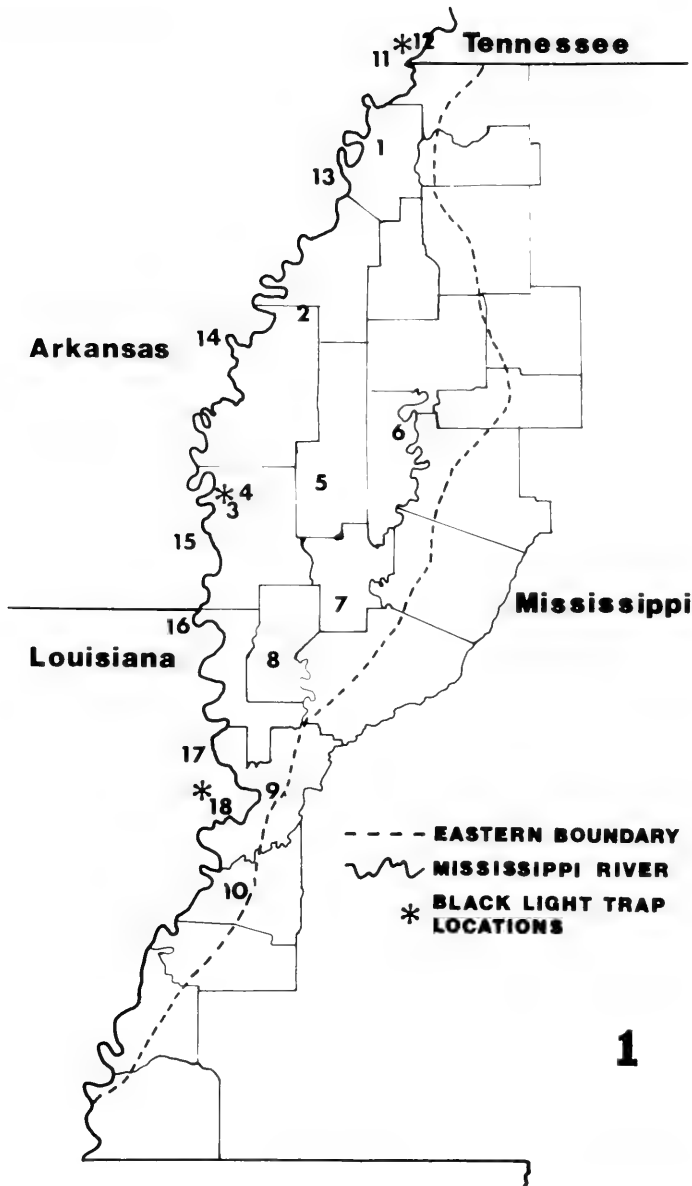 * 12
11
Tennessee
1
13
2
14
Arkansas
6
5
* 4
3
15
7
Mississippi
16
Louisiana
8
17
9
* 18
10
EASTERN BOUNDARY
MISSISSIPPI RIVER
* BLACK LIGHT TRAP
LOCATIONS
1